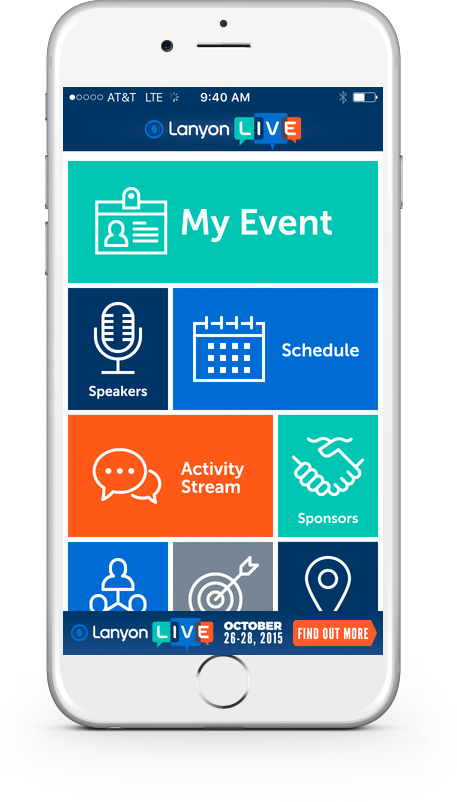 AT&T LTE 9:40 AM
Lanyon LIVE
My Event
Speakers
Schedule
Activity
Stream
Sponsors
Lanyon LIVE
OCTOBER
26-28, 2015
FIND OUT MORE